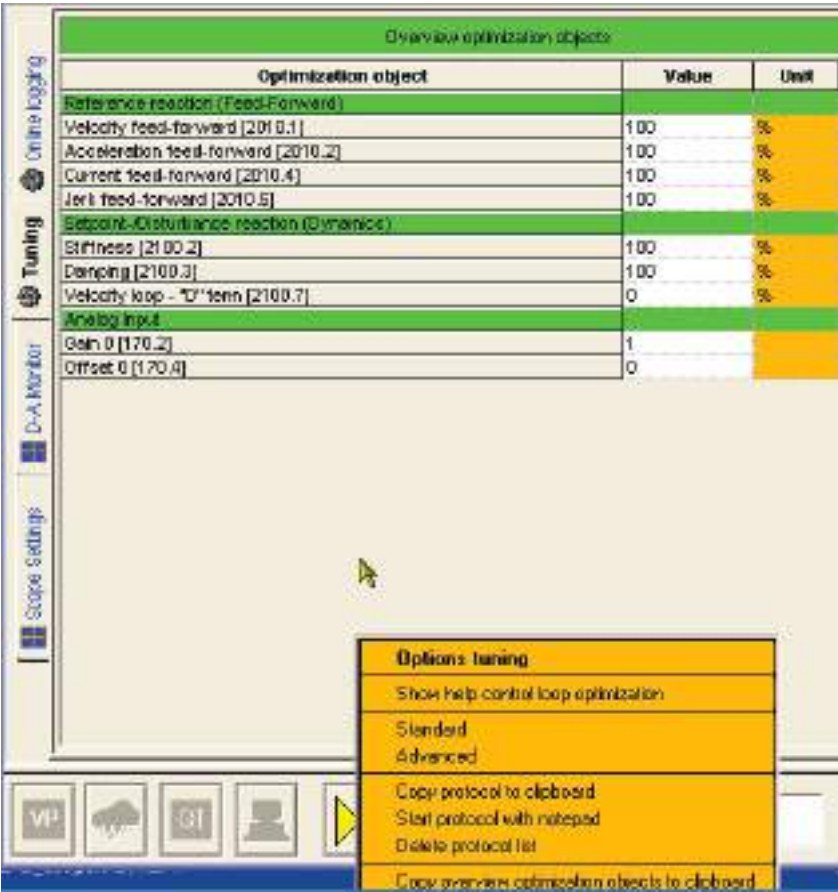 Overview optimization objects
Optimization object Value Unit
Reference reaction (Feed-Forward)
Velocity feed-forward [2010.1] 100 %
Acceleration feed-forward [2010.2] 100 %
Current feed-forward [2010.4] 100 %
Jerk feed-forward [2010.5] 100 %
Setpoint-/Disturbance reaction (Dynamics)
Stiffness [2100.2] 100 %
Damping [2100.3] 100 %
Velocity loop - "D" term [2100.7] 0 %
Analog input
Gain 0 [170.2] 1
Offset 0 [170.4] 0
Online logging
Tuning
D-A Monitor
Scope Settings
Options tuning
Show help control loop optimization
Standard
Advanced
Copy protocol to clipboard
Start protocol with notepad
Delete protocol list
Copy overview optimization objects to clipboard
VP
GT